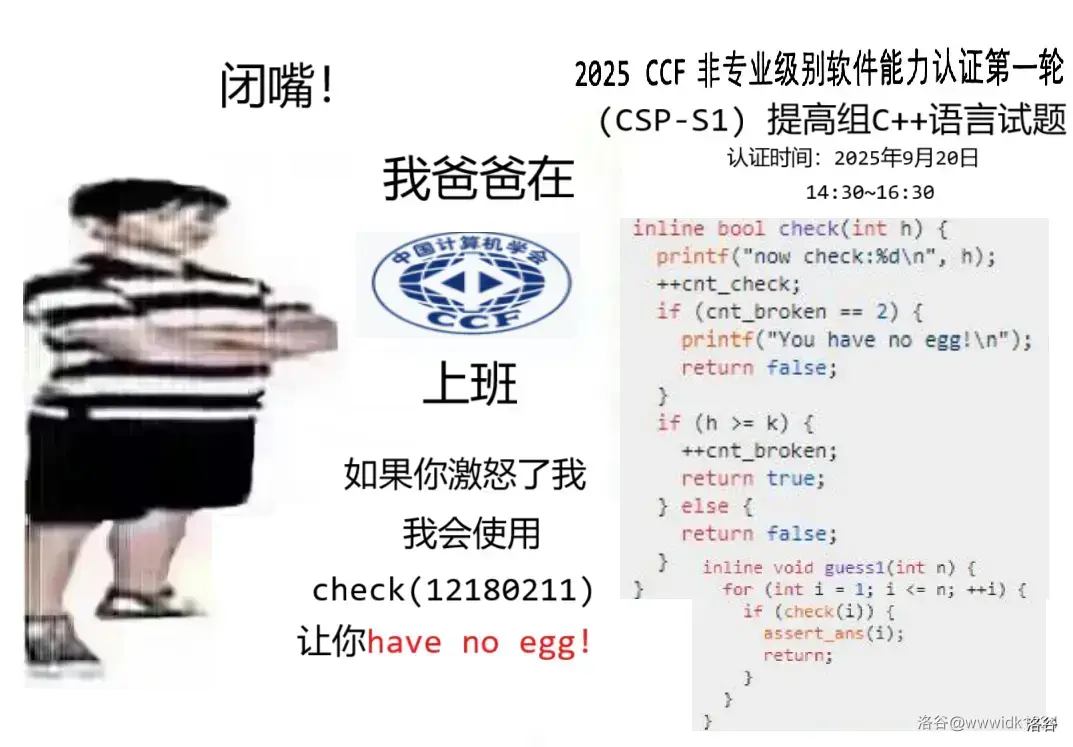 闭嘴!
我爸爸在
中国计算机学会
CCF
上班
如果你激怒了我
我会使用
check(12180211)
让你have no egg!
2025 CCF 非专业级别软件能力认证第一轮
(CSP-S1) 提高组C++语言试题
认证时间: 2025年9月20日
14:30~16:30
inline bool check(int h) {
printf("now check:%d\n", h);
++cnt_check;
if (cnt_broken == 2) {
printf("You have no egg!\n");
return false;
}
if (h >= k) {
++cnt_broken;
return true;
} else {
return false;
}
}
inline void guess1(int n) {
for (int i = 1; i <= n; ++i) {
if (check(i)) {
assert_ans(i);
return;
}
}
}
洛谷@wwwidk
洛谷